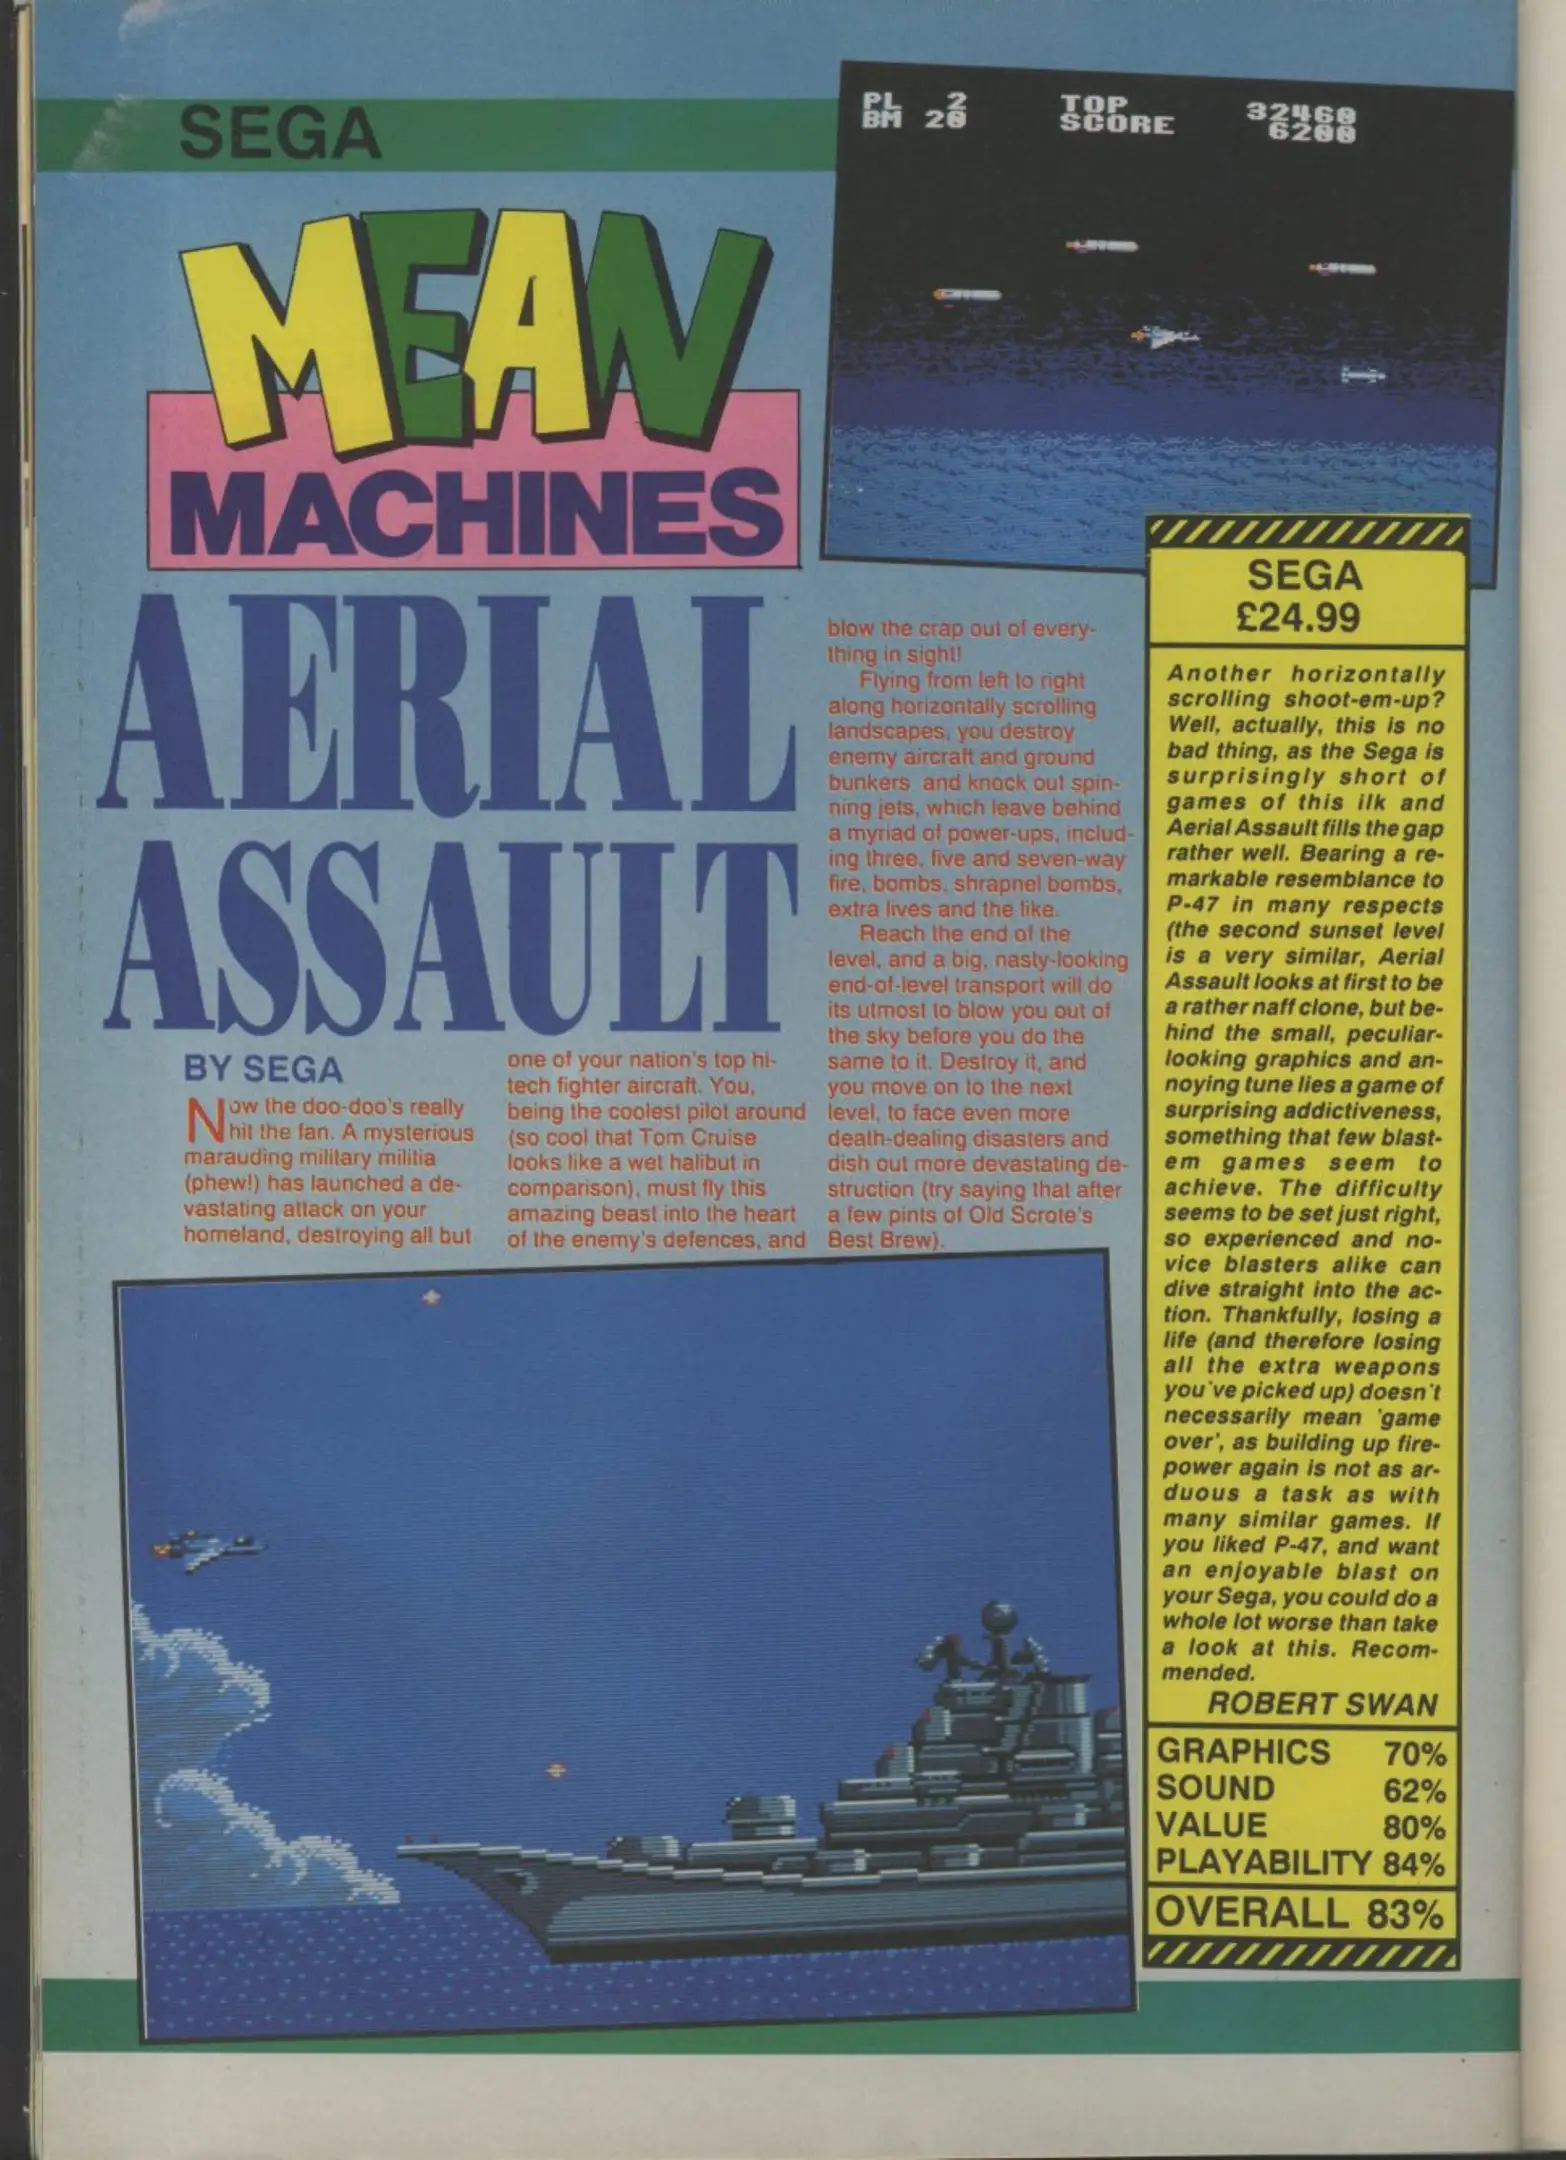 SEGA
MEAN
MACHINES
PL 2
BM 20
TOP 32460
SCORE 6200
AERIAL
ASSAULT
BY SEGA
Now the doo-doo's really
hit the fan. A mysterious
marauding military militia
(phew!) has launched a de-
vastating attack on your
homeland, destroying all but
one of your nation's top hi-
tech fighter aircraft. You,
being the coolest pilot around
(so cool that Tom Cruise
looks like a wet halibut in
comparison), must fly this
amazing beast into the heart
of the enemy's defences, and
blow the crap out of every-
thing in sight!
Flying from left to right
along horizontally scrolling
landscapes, you destroy
enemy aircraft and ground
bunkers and knock out spin-
ning jets, which leave behind
a myriad of power-ups, includ-
ing three, five and seven-way
fire, bombs, shrapnel bombs,
extra lives and the like.
Reach the end of the
level, and a big, nasty-looking
end-of-level transport will do
its utmost to blow you out of
the sky before you do the
same to it. Destroy it, and
you move on to the next
level, to face even more
death-dealing disasters and
dish out more devastating de-
struction (try saying that after
a few pints of Old Scrote's
Best Brew).
SEGA
£24.99
Another horizontally
scrolling shoot-em-up?
Well, actually, this is no
bad thing, as the Sega is
surprisingly short of
games of this ilk and
Aerial Assault fills the gap
rather well. Bearing a re-
markable resemblance to
P-47 in many respects
(the second sunset level
is a very similar, Aerial
Assault looks at first to be
a rather naff clone, but be-
hind the small, peculiar-
looking graphics and an-
noying tune lies a game of
surprising addictiveness,
something that few blast-
em games seem to
achieve. The difficulty
seems to be set just right,
so experienced and no-
vice blasters alike can
dive straight into the ac-
tion. Thankfully, losing a
life (and therefore losing
all the extra weapons
you've picked up) doesn't
necessarily mean 'game
over', as building up fire-
power again is not as ar-
duous a task as with
many similar games. If
you liked P-47, and want
an enjoyable blast on
your Sega, you could do a
whole lot worse than take
a look at this. Recom-
mended.
ROBERT SWAN
GRAPHICS 70%
SOUND 62%
VALUE 80%
PLAYABILITY 84%
OVERALL 83%